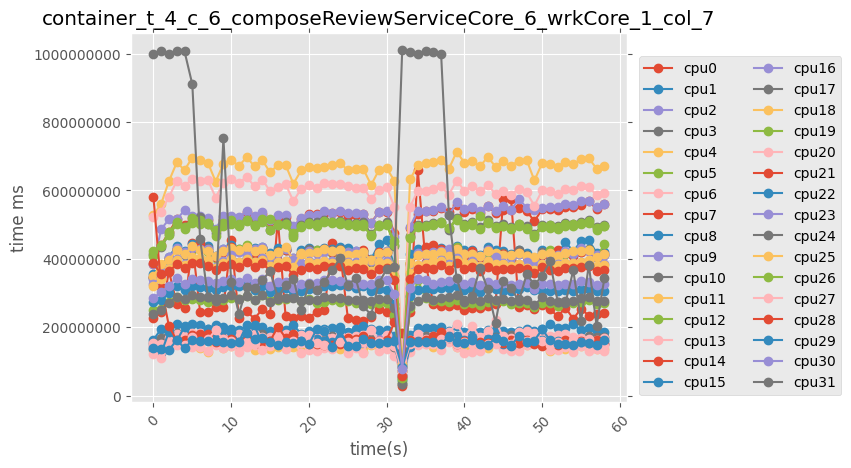 container_t_4_c_6_composeReviewServiceCore_6_wrkCore_1_col_7
1000000000
800000000
600000000
400000000
200000000
0
time ms
0
10
20
30
40
50
60
time(s)
cpu0
cpu1
cpu2
cpu3
cpu4
cpu5
cpu6
cpu7
cpu8
cpu9
cpu10
cpu11
cpu12
cpu13
cpu14
cpu15
cpu16
cpu17
cpu18
cpu19
cpu20
cpu21
cpu22
cpu23
cpu24
cpu25
cpu26
cpu27
cpu28
cpu29
cpu30
cpu31